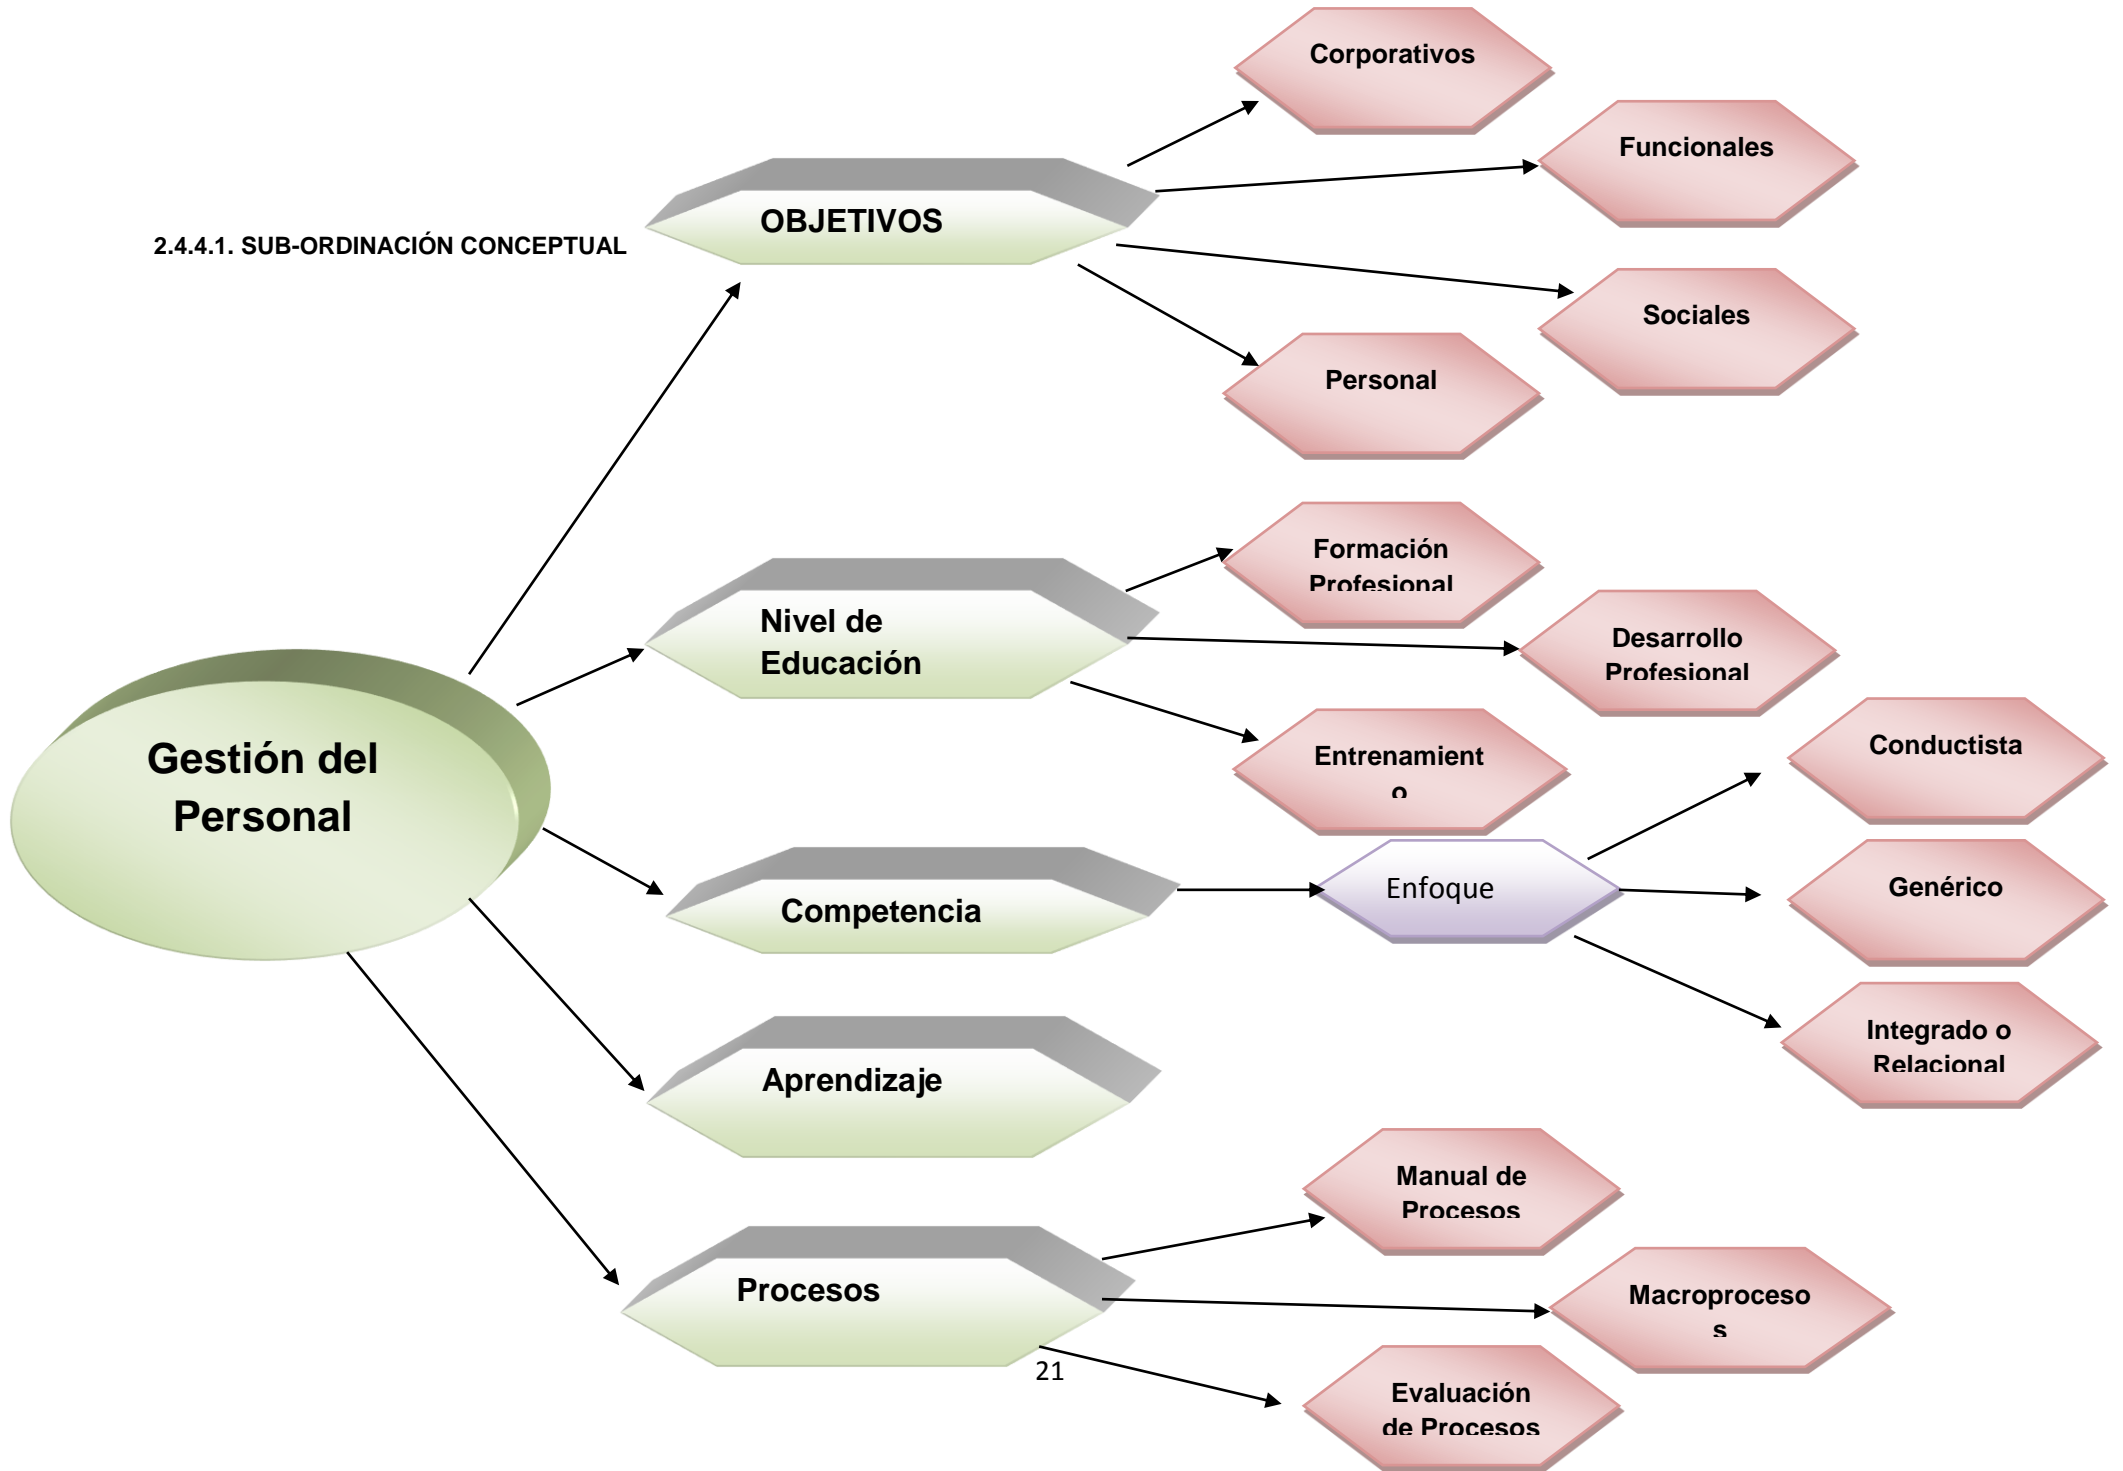 Corporativos
Funcionales
OBJETIVOS
2.4.4.1. SUB-ORDINACIÓN CONCEPTUAL
Sociales
Personal
Formación
Profesional
Nivel de
Educación
Desarrollo
Profesional
Gestión del
Personal
Entrenamient
o
Conductista
Competencia
Enfoque
Genérico
Integrado o
Relacional
Aprendizaje
Manual de
Procesos
Procesos
Macroproceso
s
21
Evaluación
de Procesos